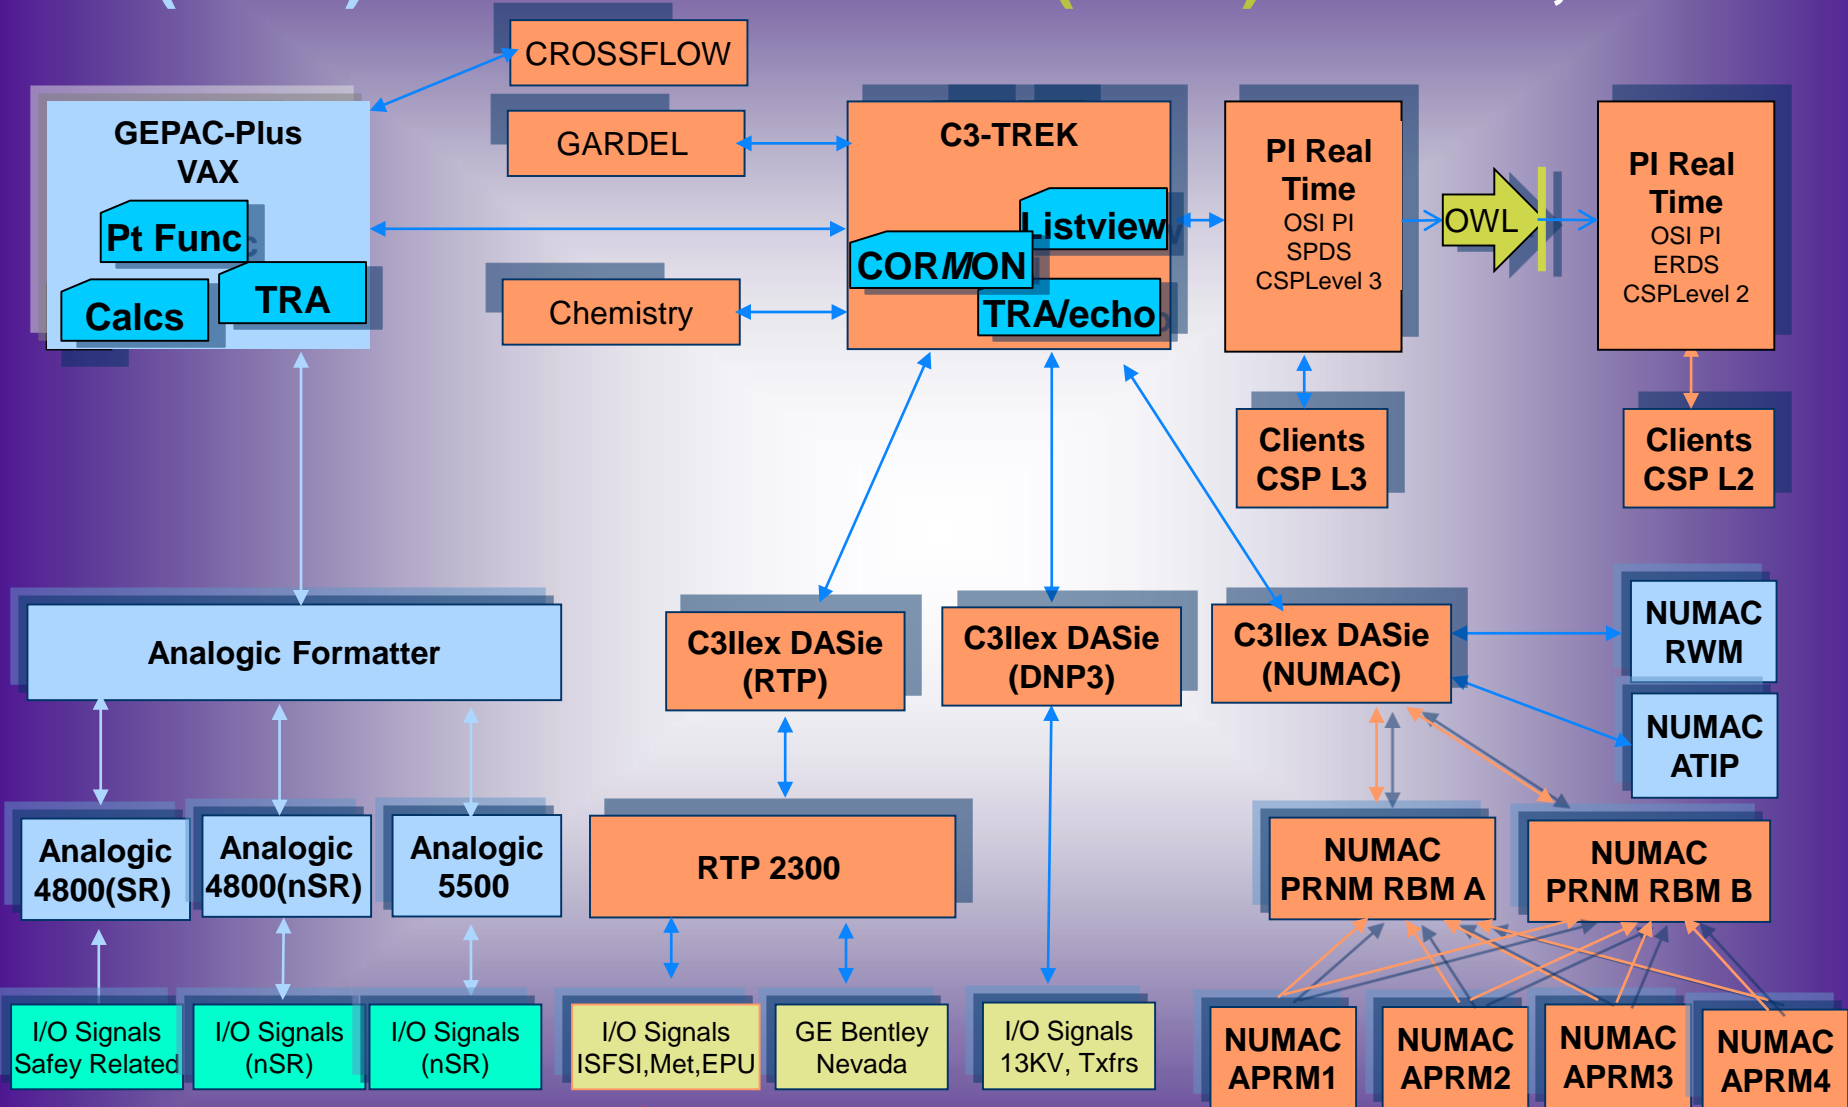 CROSSFLOW
GEPAC-Plus
VAX
Pt Func
TRA
Calcs
GARDEL
Chemistry
C3-TREK
Listview
CORMON
TRA/echo
PI Real
Time
OSI PI
SPDS
CSPLevel 3
OWL
PI Real
Time
OSI PI
ERDS
CSPLevel 2
Clients
CSP L3
Clients
CSP L2
Analogic Formatter
C3Ilex DASie
(RTP)
C3Ilex DASie
(DNP3)
C3Ilex DASie
(NUMAC)
NUMAC
RWM
NUMAC
ATIP
Analogic
4800(SR)
Analogic
4800(nSR)
Analogic
5500
RTP 2300
NUMAC
PRNM RBM A
NUMAC
PRNM RBM B
I/O Signals
Safey Related
I/O Signals
(nSR)
I/O Signals
(nSR)
I/O Signals
ISFSI,Met,EPU
GE Bentley
Nevada
I/O Signals
13KV, Txfrs
NUMAC
APRM1
NUMAC
APRM2
NUMAC
APRM3
NUMAC
APRM4